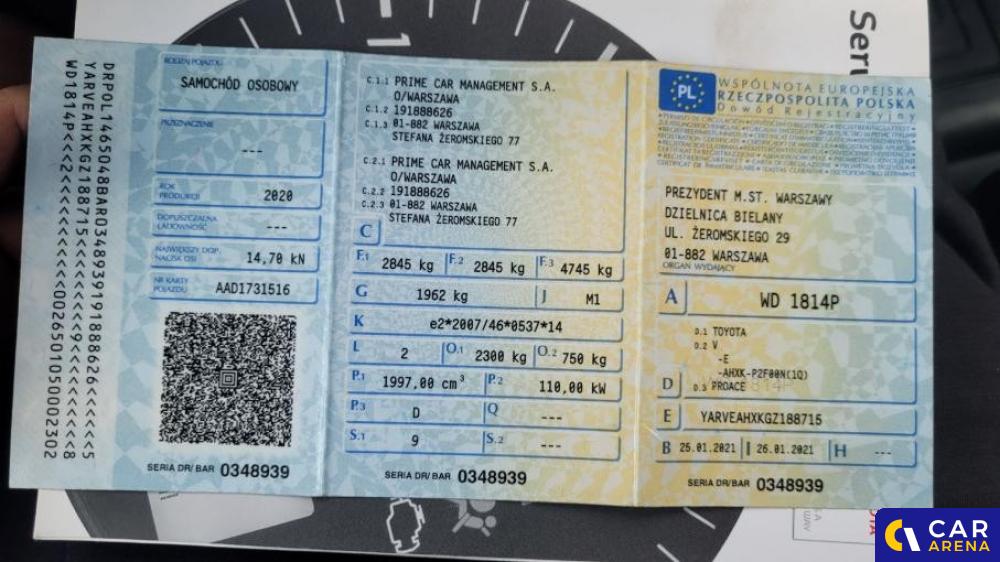 Serv
DRPOL1465048BAR0348939191888626<<<<<5
YARVEAHXKGZ188715<<<<<<<<9<<<<<<<<<8
RODZAJ POJAZDU
SAMOCHÓD OSOBOWY
PRZEZNACZENIE
---
ROK PRODUKCJI
2020
DOPUSZCZALNA ŁADOWNOŚĆ
---
NAJWIĘKSZY DOP. NACISK OSI
14,70 kN
NR KARTY POJAZDU
AAD1731516
SERIA DR/BAR 0348939
C.1.1 PRIME CAR MANAGEMENT S.A.
O/WARSZAWA
C.1.2 191888626
C.1.3 01-882 WARSZAWA
STEFANA ŻEROMSKIEGO 77
C.2.1 PRIME CAR MANAGEMENT S.A.
O/WARSZAWA
C.2.2 191888626
C.2.3 01-882 WARSZAWA
STEFANA ŻEROMSKIEGO 77
C
F.1 2845 kg F.2 2845 kg F.3 4745 kg
G 1962 kg J M1
K e2*2007/46*0537*14
L 2 O.1 2300 kg O.2 750 kg
P.1 1997,00 cm³ P.2 110,00 kW
P.3 D Q ---
S.1 9 S.2 ---
SERIA DR/BAR 0348939
PL
WSPÓLNOTA EUROPEJSKA
RZECZPOSPOLITA POLSKA
Dowód Rejestracyjny
PREZYDENT M.ST. WARSZAWY
DZIELNICA BIELANY
UL. ŻEROMSKIEGO 29
01-882 WARSZAWA
ORGAN WYDAJĄCY
A WD 1814P
D.1 TOYOTA
D.2 V
-E
-AHXK-P2F00N(1Q)
D D.3 PROACE
E YARVEAHXKGZ188715
B 25.01.2021 I 26.01.2021 H ---
SERIA DR/BAR 0348939
CAR
ARENA